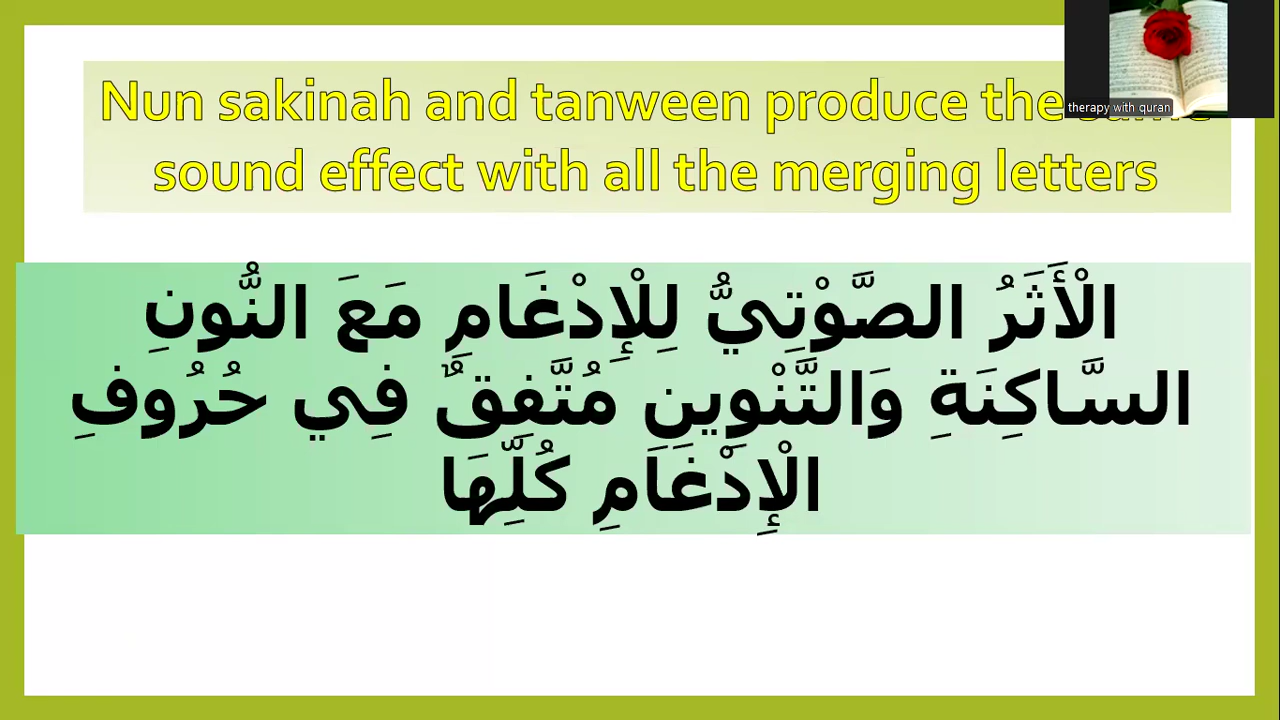 Nun sakinah and tanween produce the same
sound effect with all the merging letters
therapy with quran
الْأَثَرُ الصَّوْتِيُّ لِلْإِدْغَامِ مَعَ النُّونِ
السَّاكِنَةِ وَالتَّنْوِينِ مُتَّفِقٌ فِي حُرُوفِ
الْإِدْغَامِ كُلِّهَا